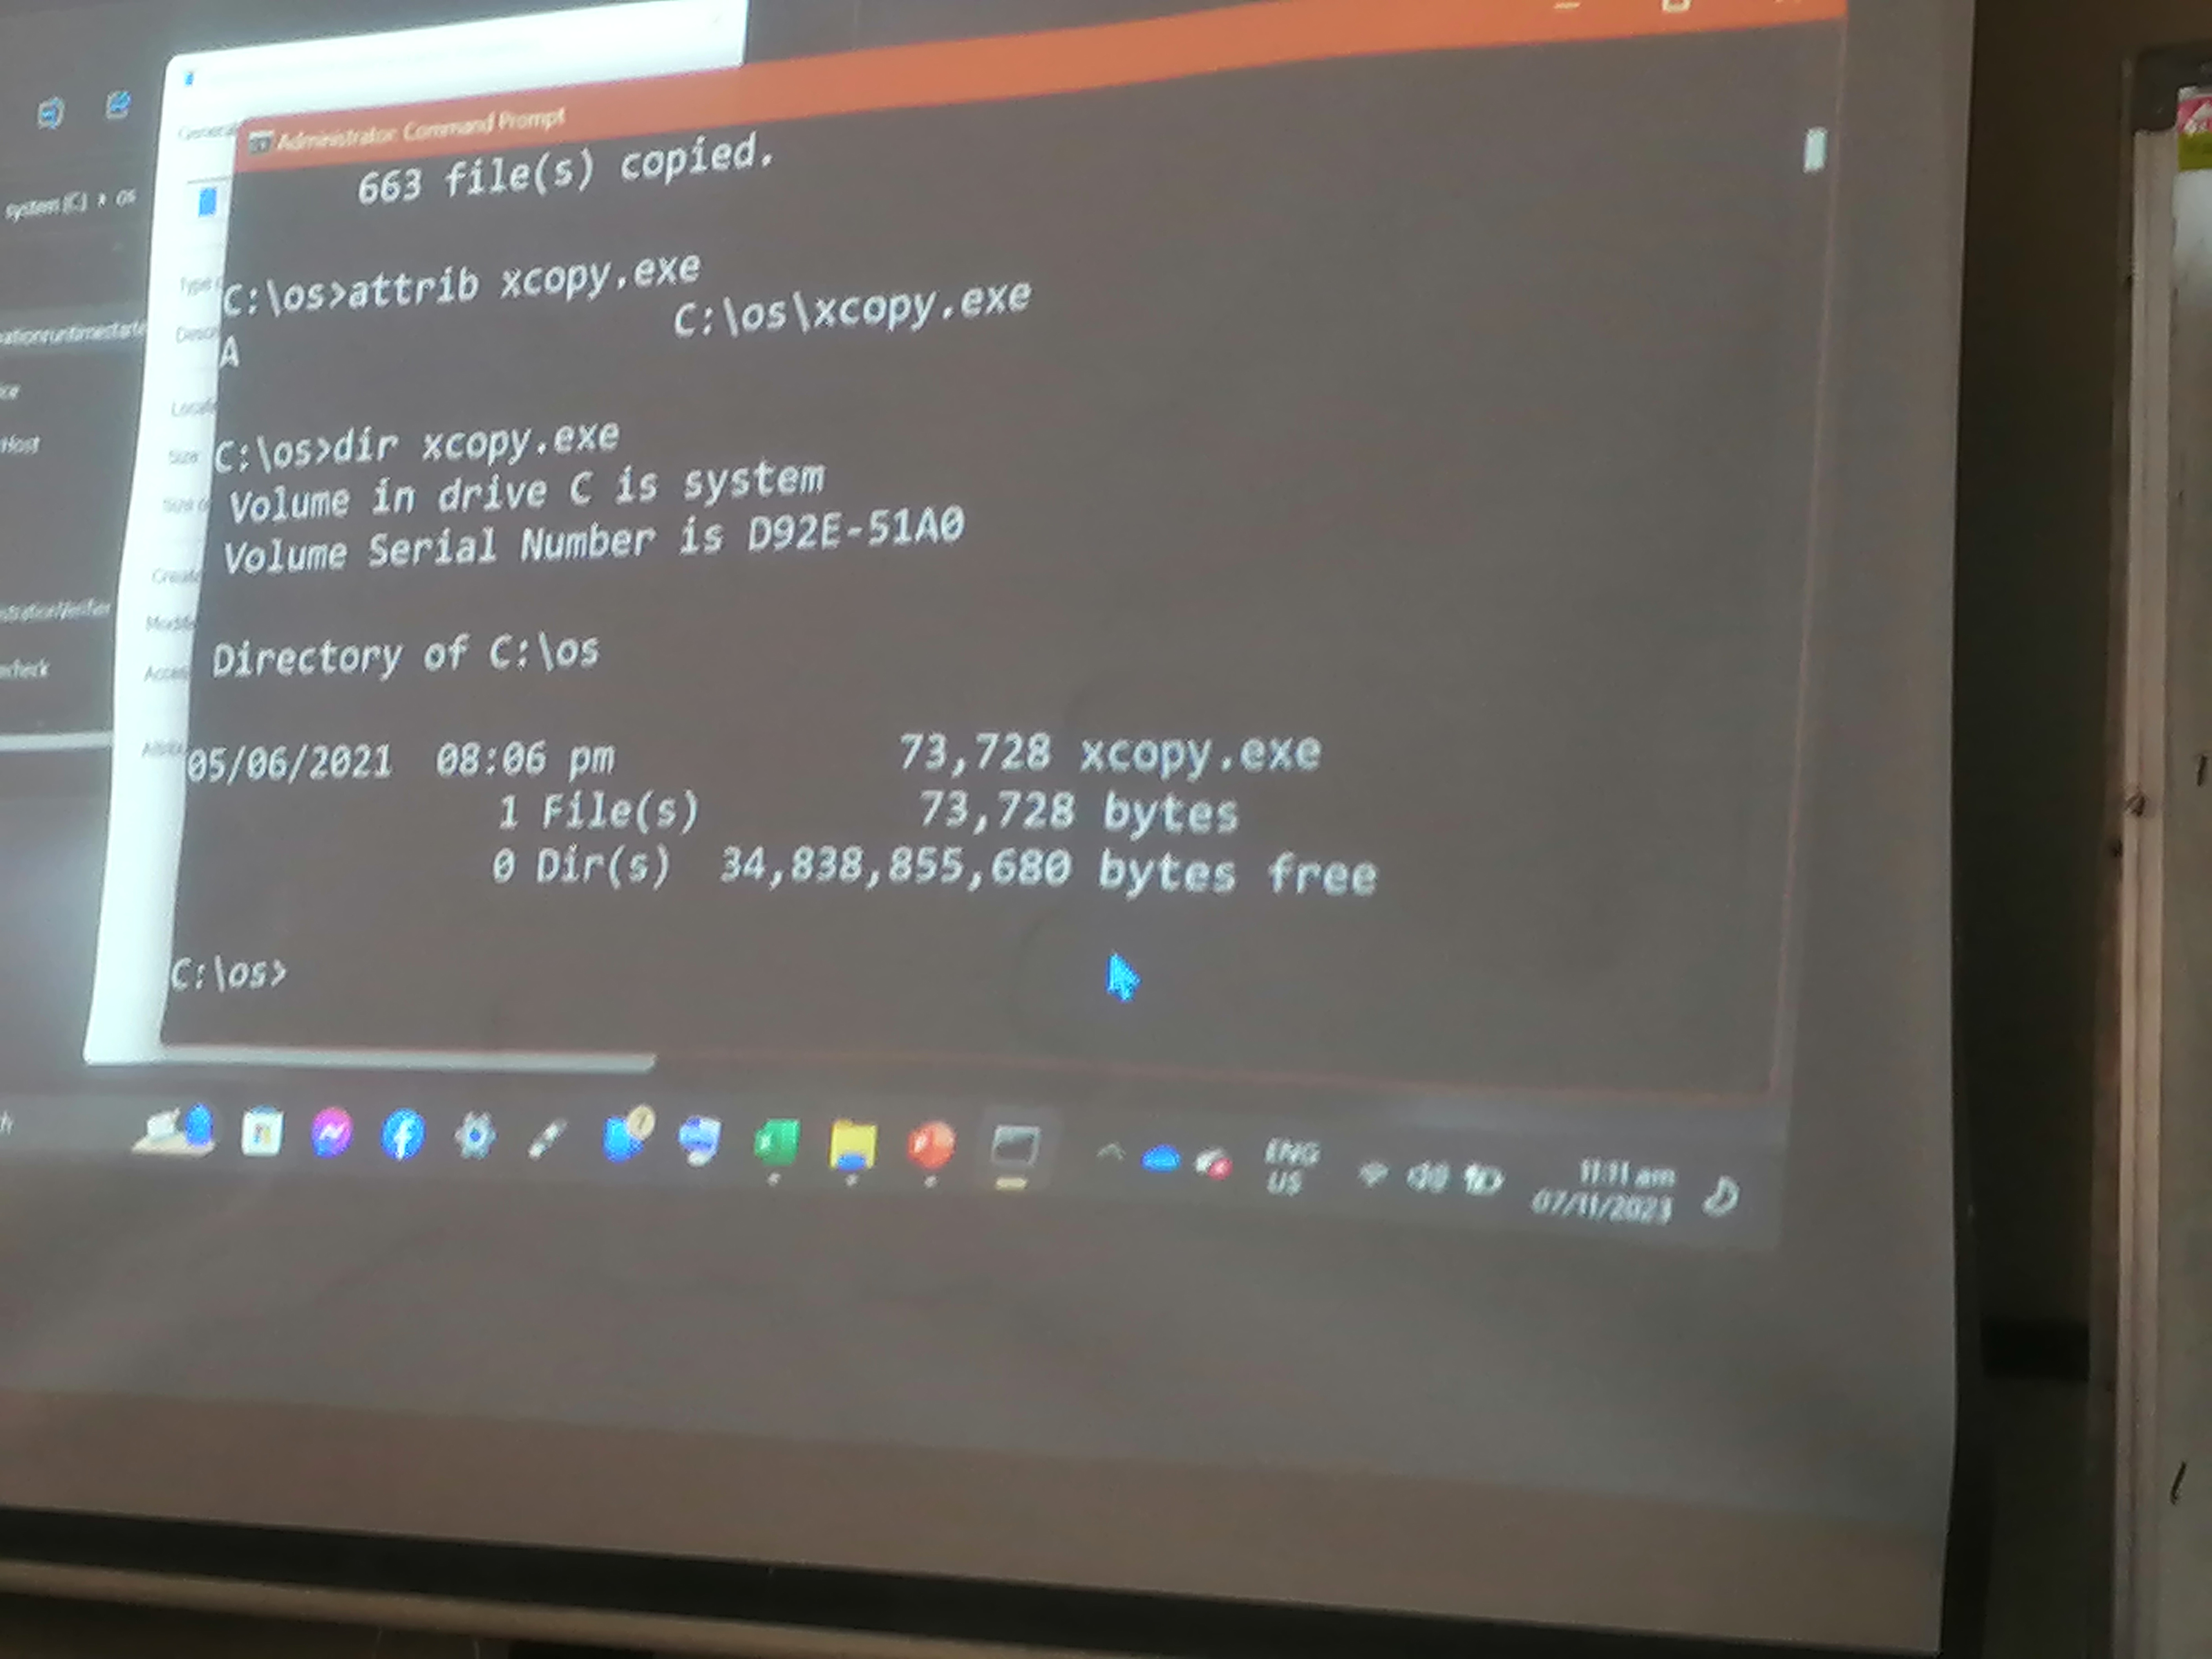 system (C:) > os
Host
Administrator: Command Prompt
663 file(s) copied.
C:\os>attrib xcopy.exe
A                    C:\os\xcopy.exe
C:\os>dir xcopy.exe
Volume in drive C is system
Volume Serial Number is D92E-51A0
Directory of C:\os
05/06/2021  08:06 pm            73,728 xcopy.exe
1 File(s)         73,728 bytes
0 Dir(s)  34,838,855,680 bytes free
C:\os>
General
Size
ENG
US
11:11 am
07/11/2023